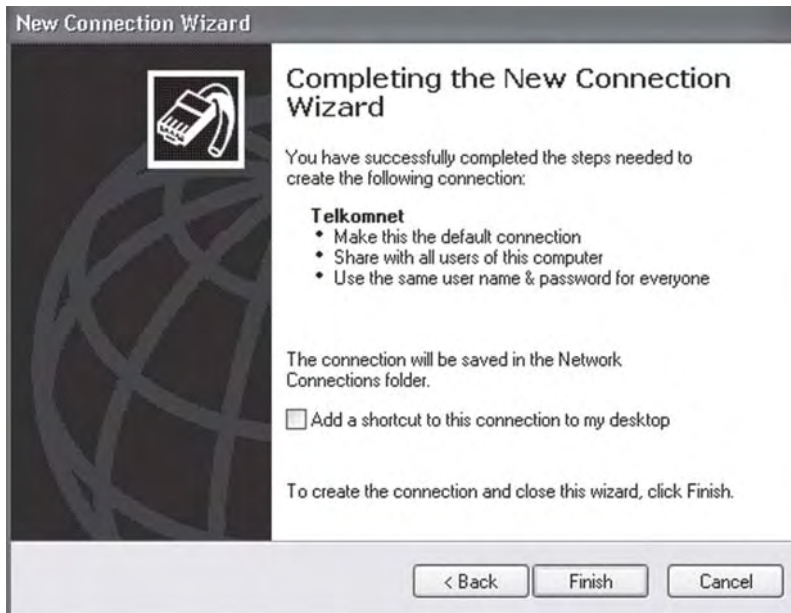 New Connection Wizard
Completing the New Connection
Wizard
You have successfully completed the steps needed to
create the following connection:
Telkomnet
• Make this the default connection
• Share with all users of this computer
• Use the same user name & password for everyone
The connection will be saved in the Network
Connections folder.
Add a shortcut to this connection to my desktop
To create the connection and close this wizard, click Finish.
< Back Finish Cancel